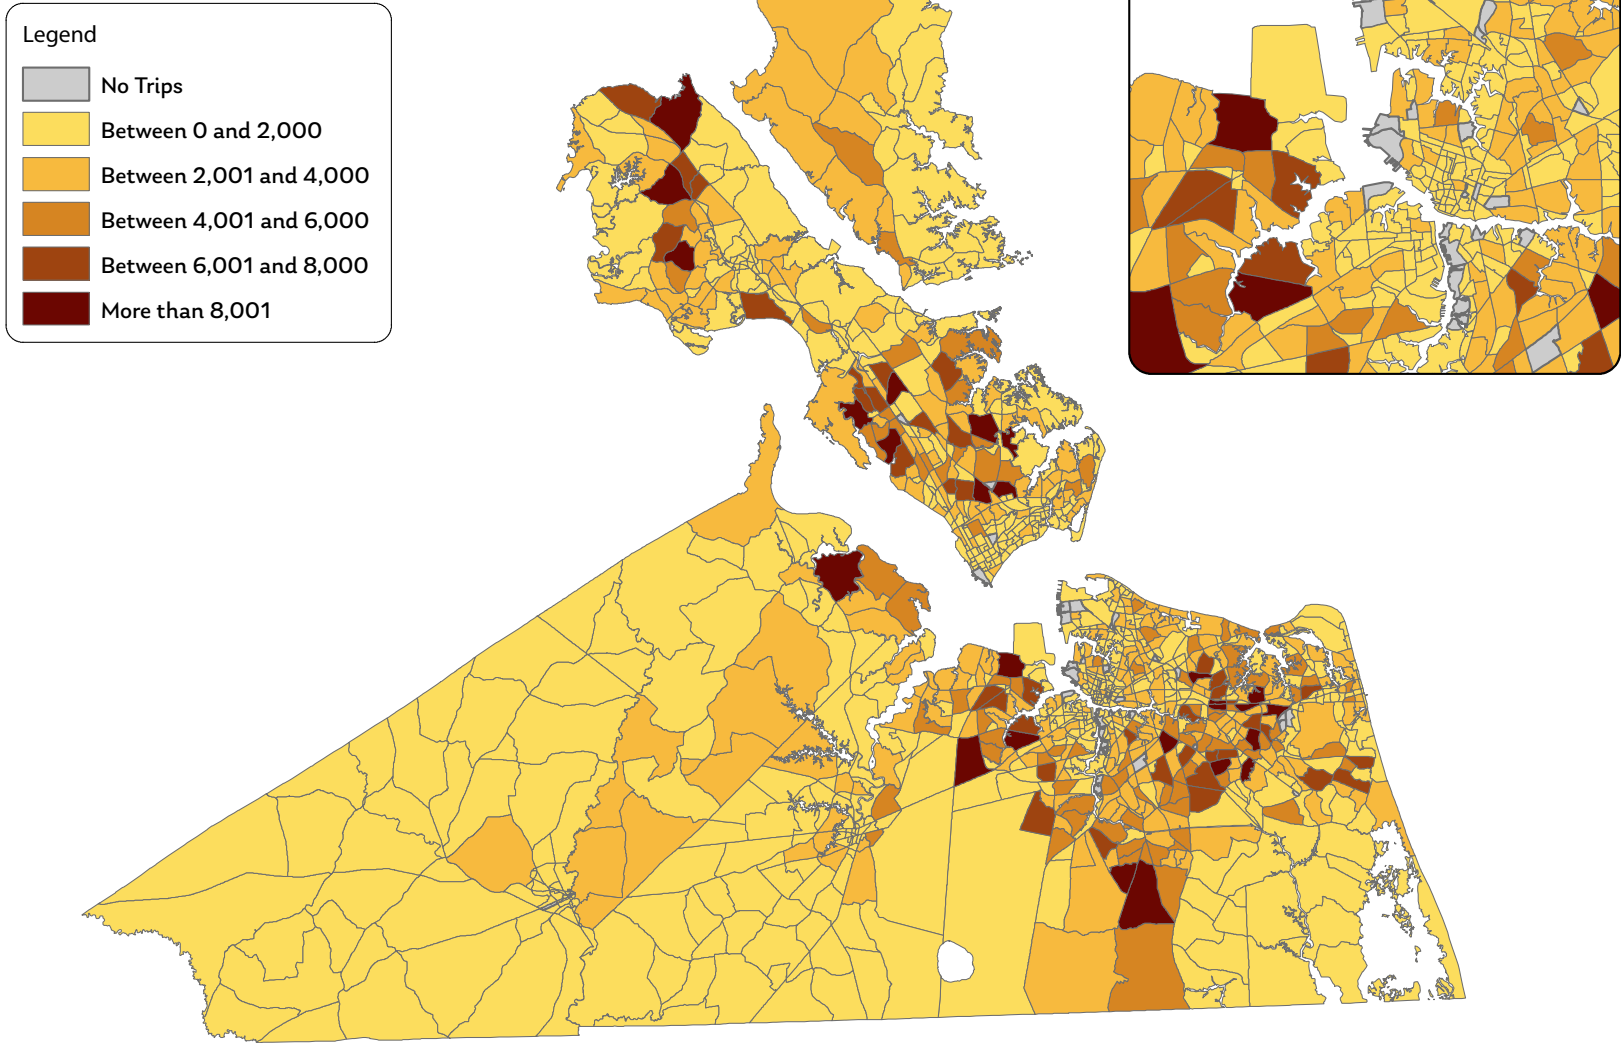 Legend
No Trips
Between 0 and 2,000
Between 2,001 and 4,000
Between 4,001 and 6,000
Between 6,001 and 8,000
More than 8,001